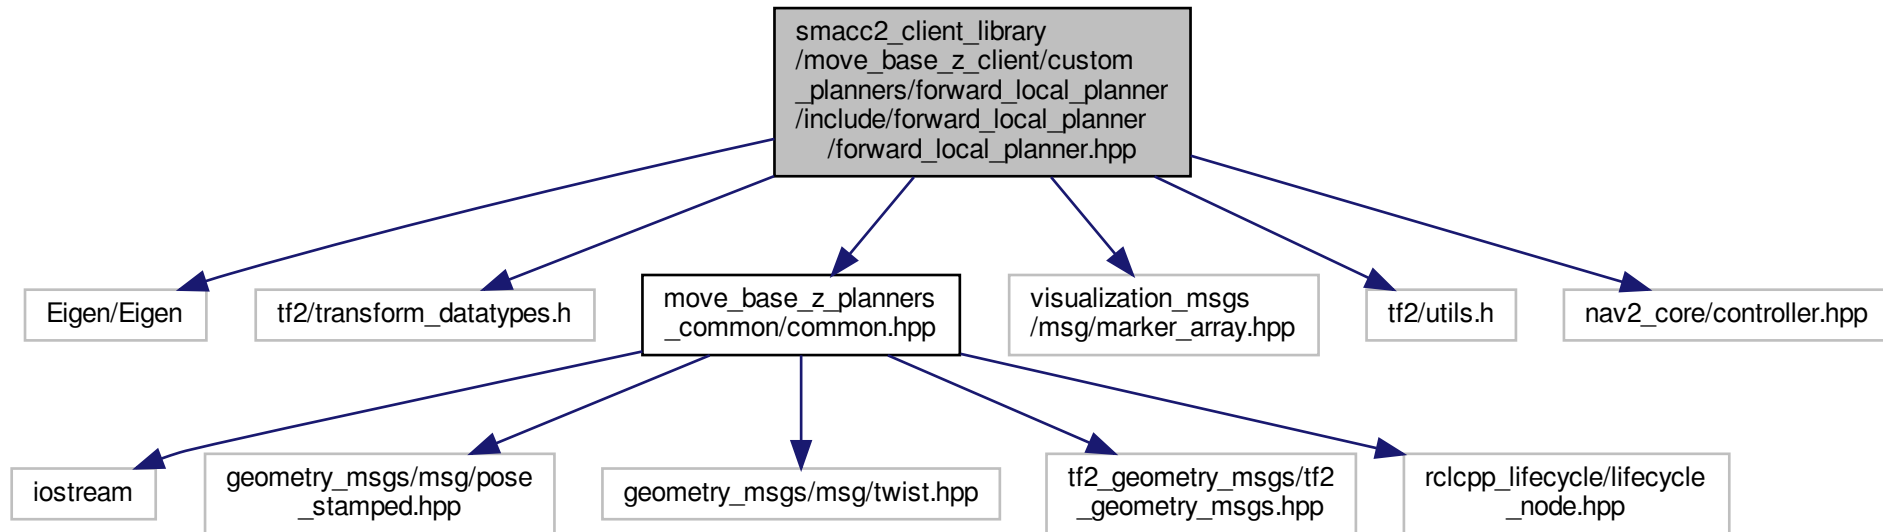 smacc2_client_library
/move_base_z_client/custom
_planners/forward_local_planner
/include/forward_local_planner
/forward_local_planner.hpp
Eigen/Eigen
tf2/transform_datatypes.h
move_base_z_planners
_common/common.hpp
visualization_msgs
/msg/marker_array.hpp
tf2/utils.h
nav2_core/controller.hpp
iostream
geometry_msgs/msg/pose
_stamped.hpp
geometry_msgs/msg/twist.hpp
tf2_geometry_msgs/tf2
_geometry_msgs.hpp
rclcpp_lifecycle/lifecycle
_node.hpp